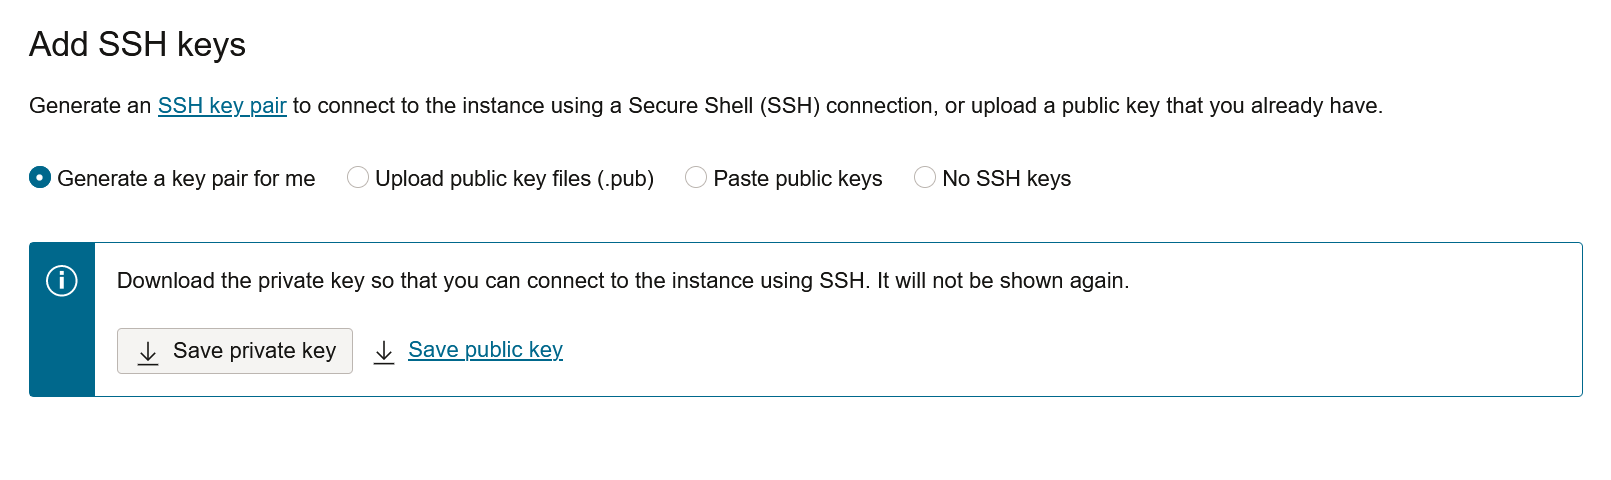 Add SSH keys
Generate an SSH key pair to connect to the instance using a Secure Shell (SSH) connection, or upload a public key that you already have.
Generate a key pair for me Upload public key files (.pub) Paste public keys No SSH keys
Download the private key so that you can connect to the instance using SSH. It will not be shown again.
Save private key Save public key